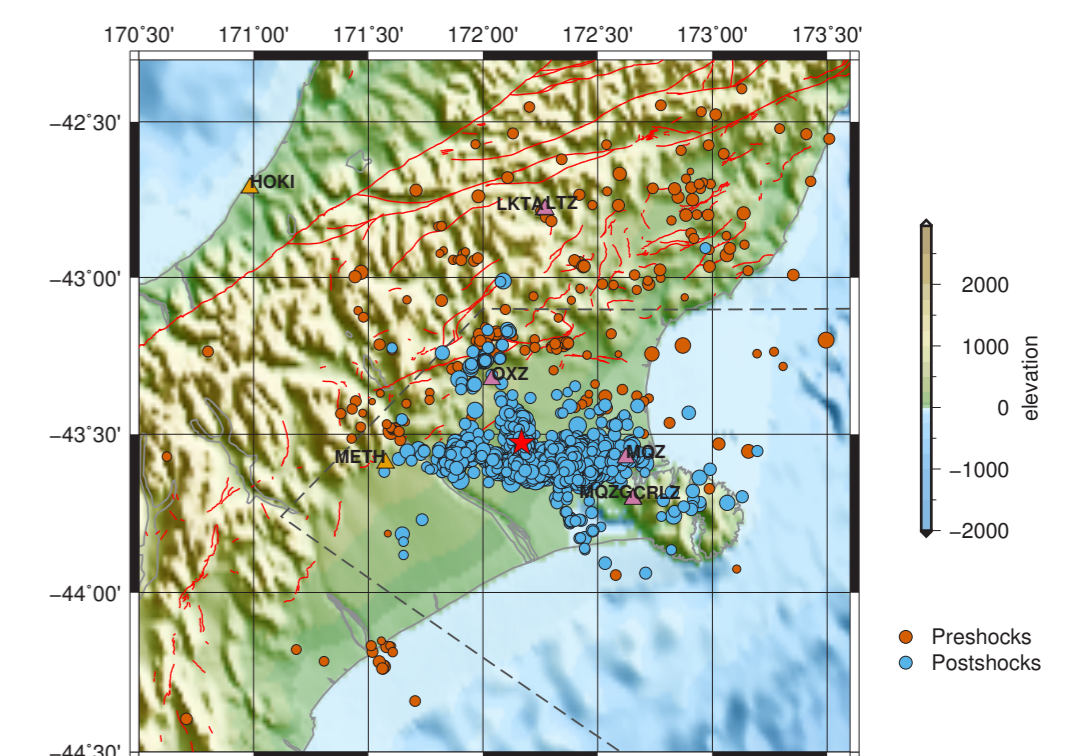 170˚30' 171˚00' 171˚30' 172˚00' 172˚30' 173˚00' 173˚30'
−42˚30'
HOKI
LKTALTZ
−43˚00'
OXZ
−43˚30'
METH
MQZ
MQZGCRLZ
−44˚00'
−44˚30'
2000
1000
0
−1000
−2000
elevation
Preshocks
Postshocks